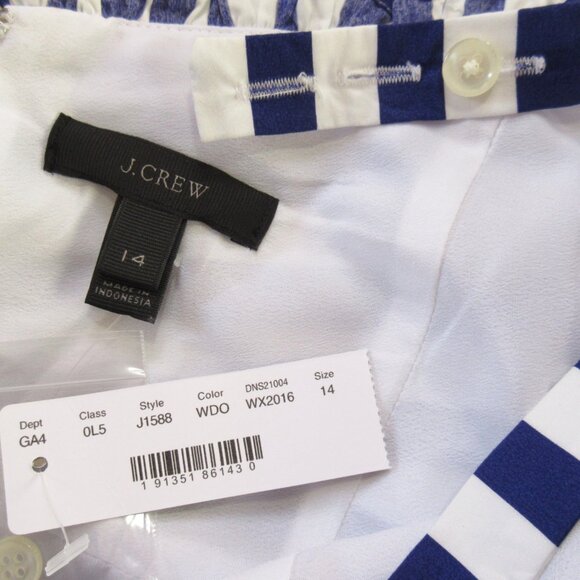 J.CREW
14
MADE IN
INDONESIA
Dept Class Style Color DNS21004 Size
GA4 0L5 J1588 WDO WX2016 14
1 91351 86143 0